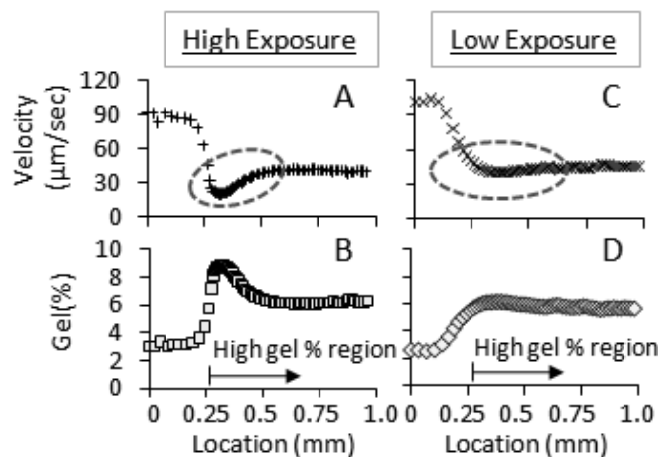 High Exposure
Low Exposure
Velocity
(μm/sec)
120
90
60
30
0
A
C
Gel(%)
10
8
6
4
2
0
B
D
High gel % region
High gel % region
0 0.25 0.5 0.75 1.0
0 0.25 0.5 0.75 1.0
Location (mm)
Location (mm)